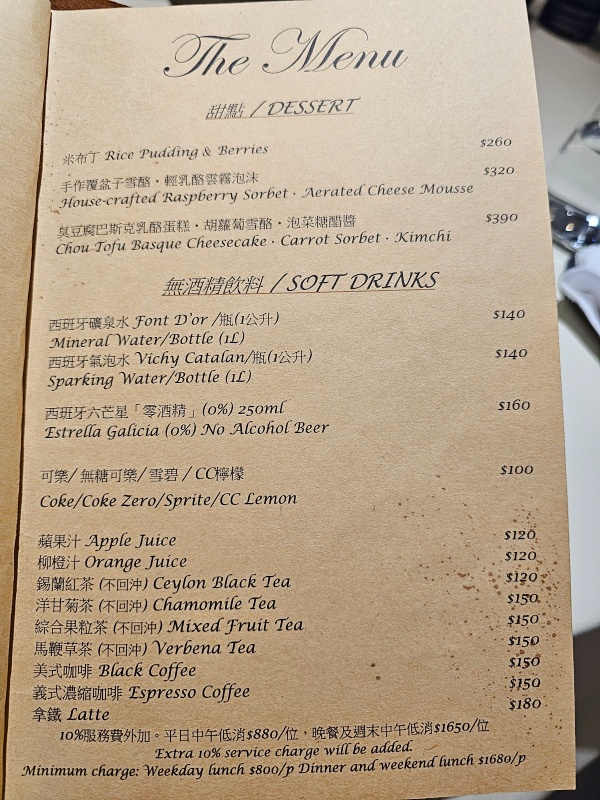 The Menu
甜點 / DESSERT
米布丁 Rice Pudding & Berries $260
手作覆盆子雪酪・輕乳酪雲霧泡沫 $320
House-crafted Raspberry Sorbet · Aerated Cheese Mousse
臭豆腐巴斯克乳酪蛋糕・胡蘿蔔雪酪・泡菜糖醋醬 $390
Chou Tofu Basque Cheesecake · Carrot Sorbet · Kimchi
無酒精飲料 / SOFT DRINKS
西班牙礦泉水 Font D'or /瓶(1公升) $140
Mineral Water/Bottle (1L)
西班牙氣泡水 Vichy Catalan/瓶(1公升) $140
Sparking Water/Bottle (1L)
西班牙六芒星「零酒精」(0%) 250ml $160
Estrella Galicia (0%) No Alcohol Beer
可樂/ 無糖可樂/ 雪碧 / CC檸檬 $100
Coke/Coke Zero/Sprite/CC Lemon
蘋果汁 Apple Juice $120
柳橙汁 Orange Juice $120
錫蘭紅茶 (不回沖) Ceylon Black Tea $120
洋甘菊茶 (不回沖) Chamomile Tea $150
綜合果粒茶 (不回沖) Mixed Fruit Tea $150
馬鞭草茶 (不回沖) Verbena Tea $150
美式咖啡 Black Coffee $150
義式濃縮咖啡 Espresso Coffee $150
拿鐵 Latte $180
10%服務費外加。平日中午低消$880/位，晚餐及週末中午低消$1650/位
Extra 10% service charge will be added.
Minimum charge: Weekday lunch $800/p Dinner and weekend lunch $1680/p